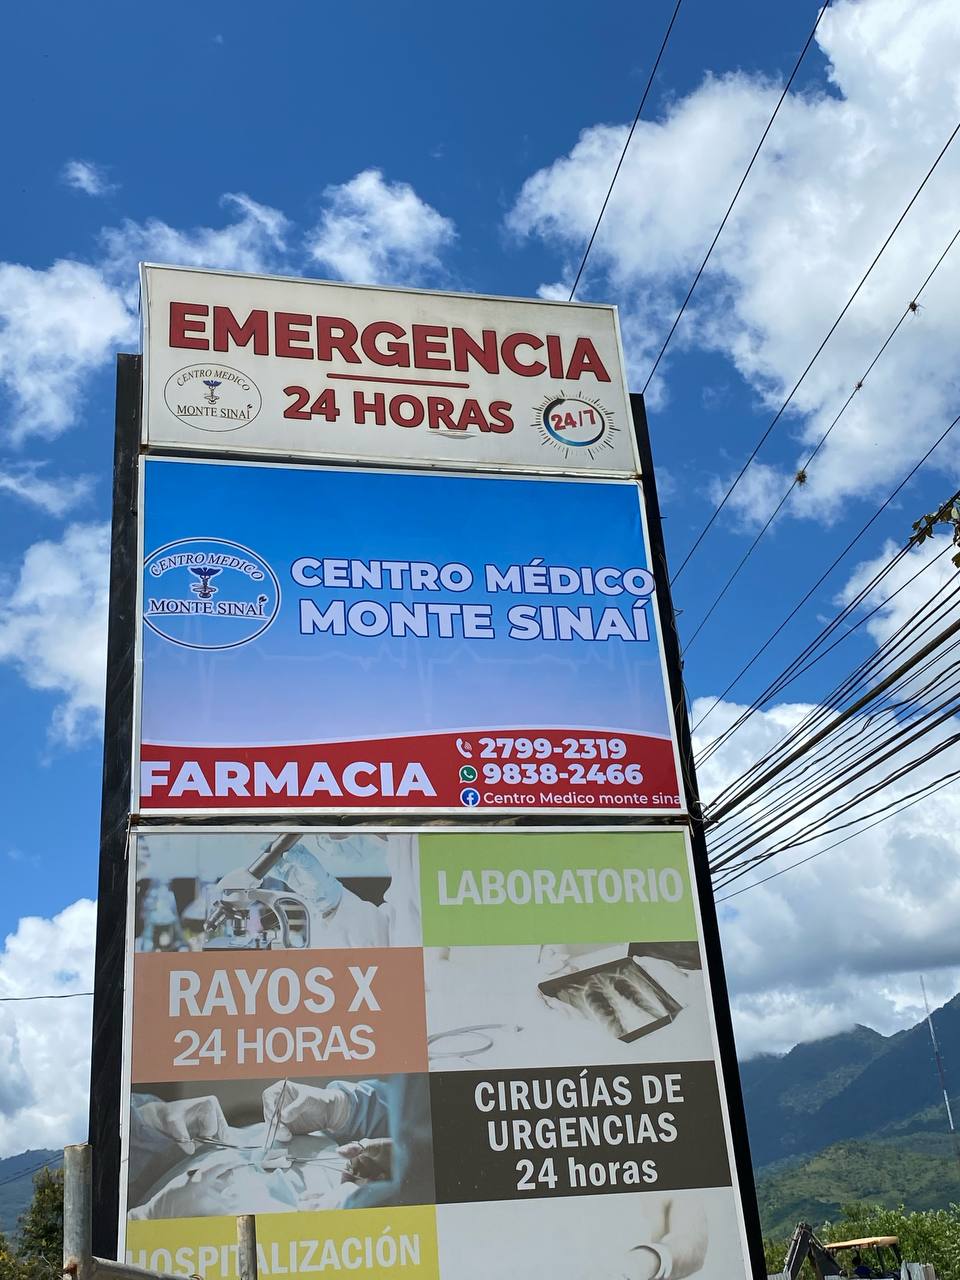 EMERGENCIA
CENTRO MEDICO
MONTE SINAÍ
24 HORAS
24/7
CENTRO MEDICO
MONTE SINAÍ
CENTRO MÉDICO
MONTE SINAÍ
FARMACIA
2799-2319
9838-2466
Centro Medico monte sina
LABORATORIO
RAYOS X
24 HORAS
CIRUGÍAS DE
URGENCIAS
24 horas
HOSPITALIZACIÓN